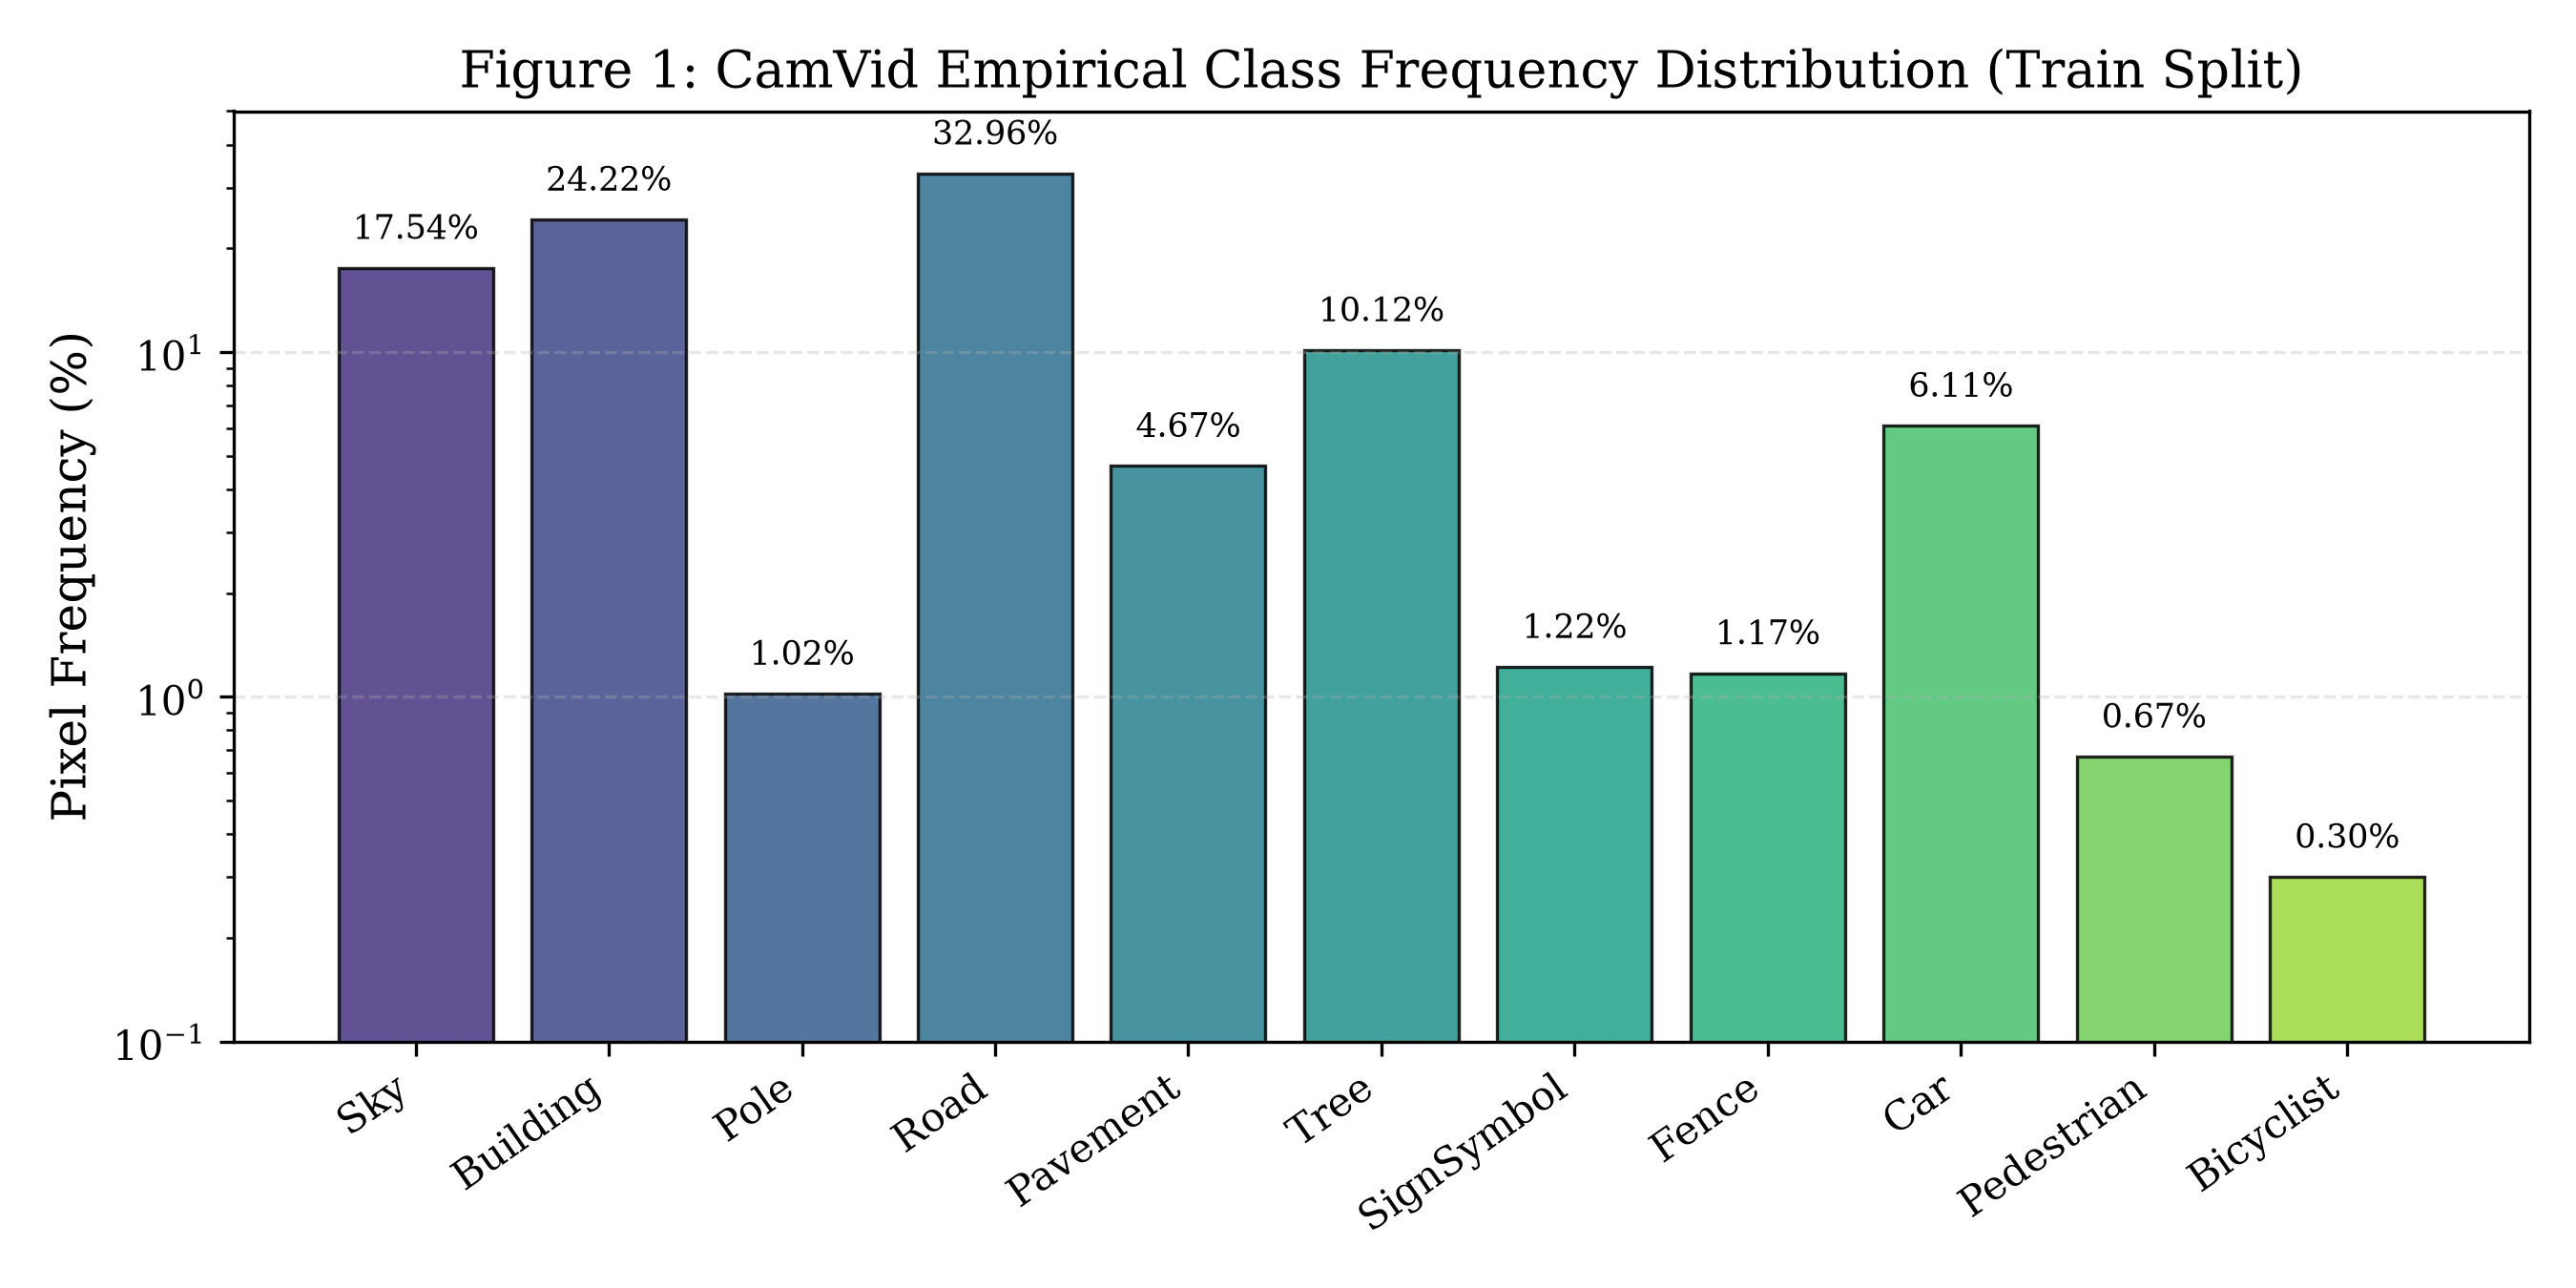 Figure 1: CamVid Empirical Class Frequency Distribution (Train Split)
Pixel Frequency (%)
10¹
10⁰
10⁻¹
17.54%
24.22%
1.02%
32.96%
4.67%
10.12%
1.22%
1.17%
6.11%
0.67%
0.30%
Sky
Building
Pole
Road
Pavement
Tree
SignSymbol
Fence
Car
Pedestrian
Bicyclist